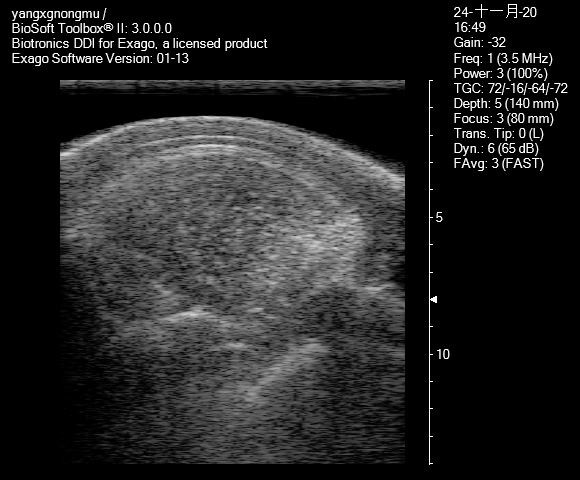 yangxgnongmu /
BioSoft Toolbox® II: 3.0.0.0
Biotronics DDI for Exago, a licensed product
Exago Software Version: 01-13
24-十一月-20
16:49
Gain: -32
Freq: 1 (3.5 MHz)
Power: 3 (100%)
TGC: 72/-16/-64/-72
Depth: 5 (140 mm)
Focus: 3 (80 mm)
Trans. Tip: 0 (L)
Dyn.: 6 (65 dB)
FAvg: 3 (FAST)
5
10